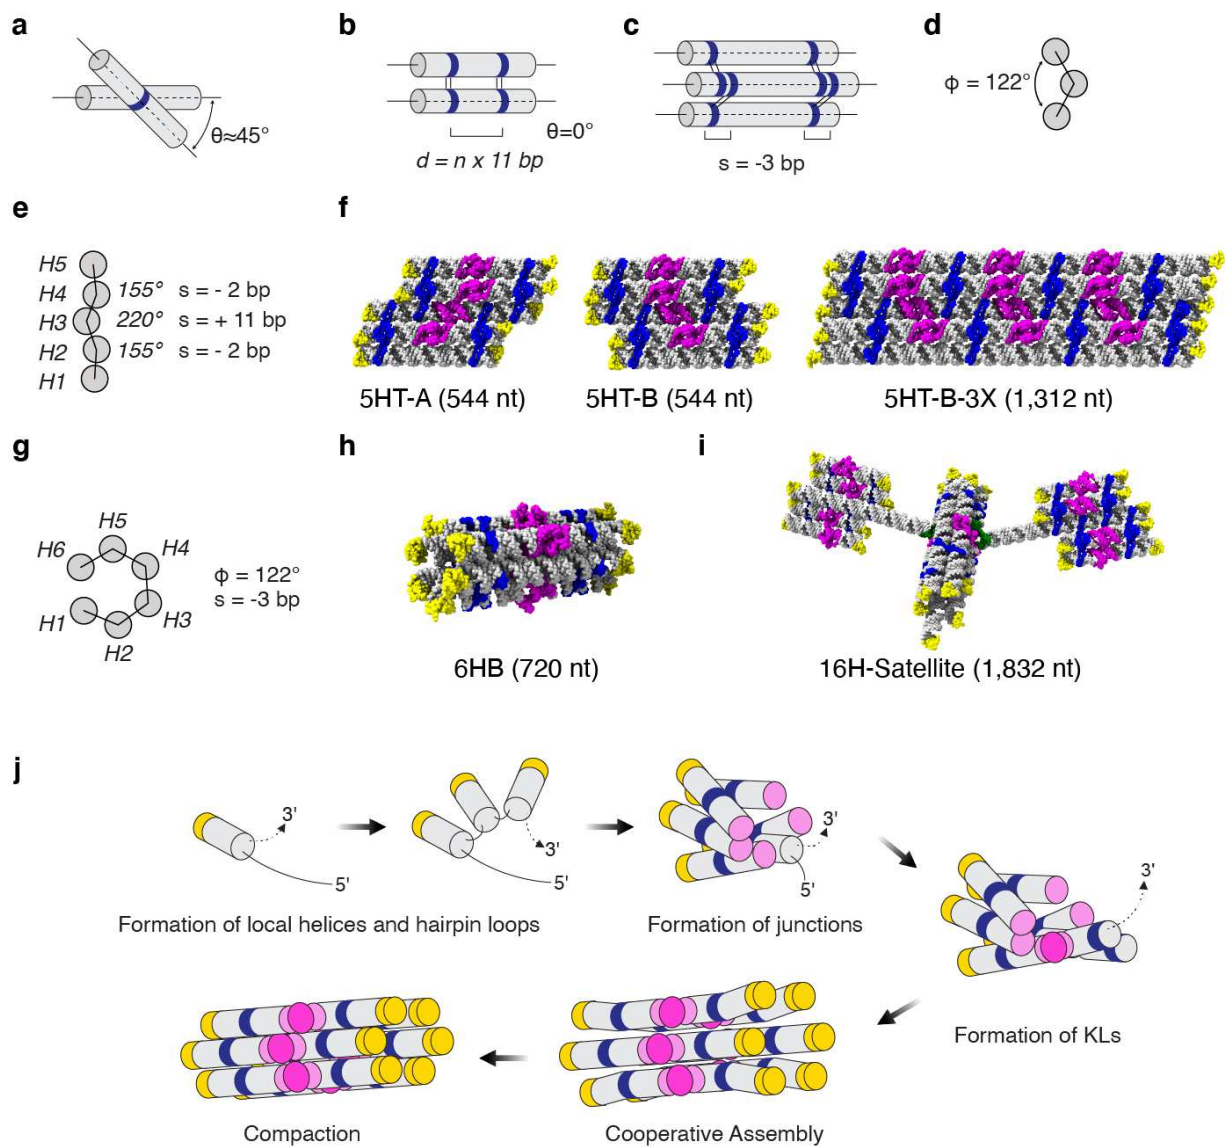 a
b
c
d
θ≈45°
d = n x 11 bp
θ=0°
s = -3 bp
ϕ = 122°
e
f
H5
H4
H3
H2
H1
155° s = - 2 bp
220° s = + 11 bp
155° s = - 2 bp
5HT-A (544 nt)
5HT-B (544 nt)
5HT-B-3X (1,312 nt)
g
h
i
H5
H6
H4
H1
H3
H2
ϕ = 122°
s = -3 bp
6HB (720 nt)
16H-Satellite (1,832 nt)
j
3'
5'
3'
5'
3'
5'
3'
Formation of local helices and hairpin loops
Formation of junctions
Formation of KLs
Compaction
Cooperative Assembly